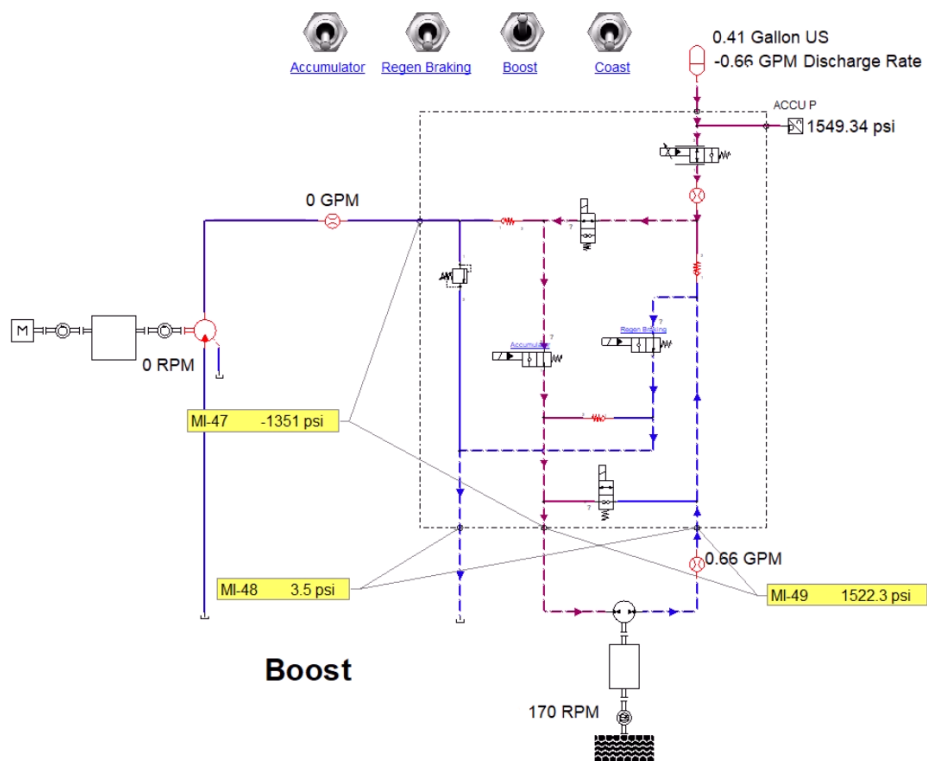 Accumulator
Regen Braking
Boost
Coast
0.41 Gallon US
-0.66 GPM Discharge Rate
ACCU P
1549.34 psi
0 GPM
M
0 RPM
Accumulator
Regen Braking
MI-47 -1351 psi
MI-48 3.5 psi
0.66 GPM
MI-49 1522.3 psi
Boost
170 RPM